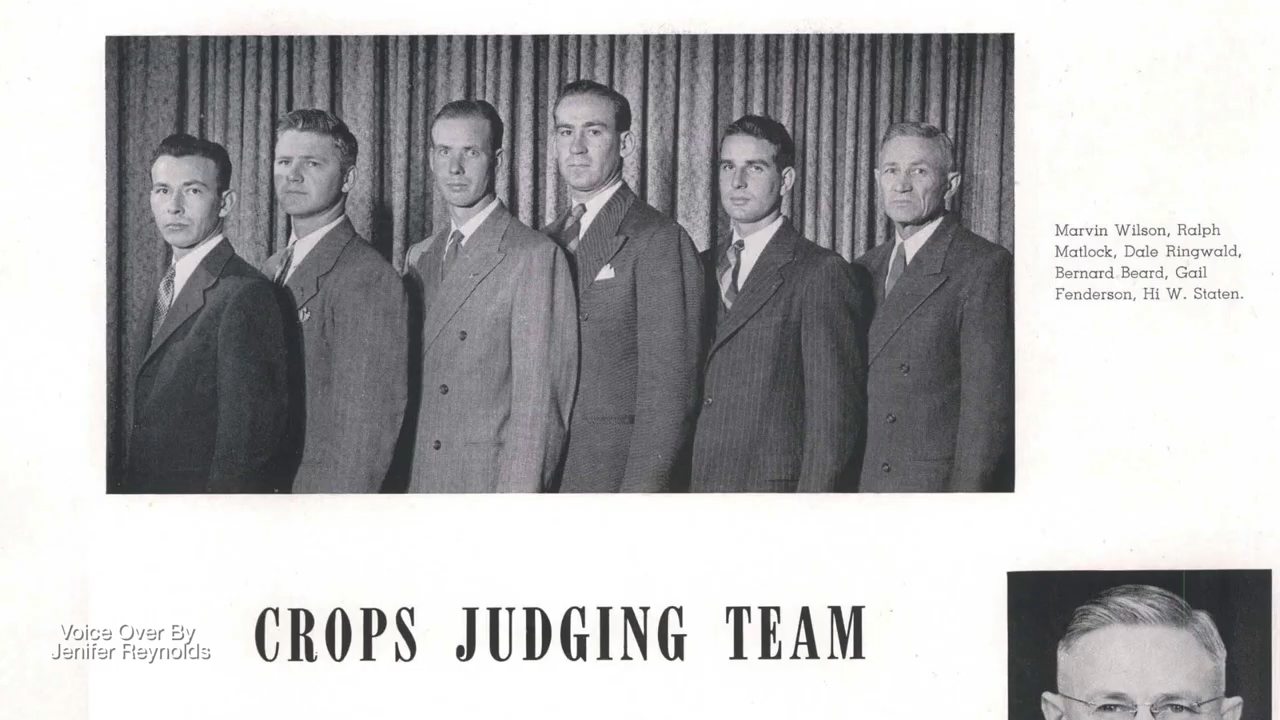 Marvin Wilson, Ralph
Matlock, Dale Ringwald,
Bernard Beard, Gail
Fenderson, Hi W. Staten.
CROPS JUDGING TEAM
Voice Over By
Jenifer Reynolds